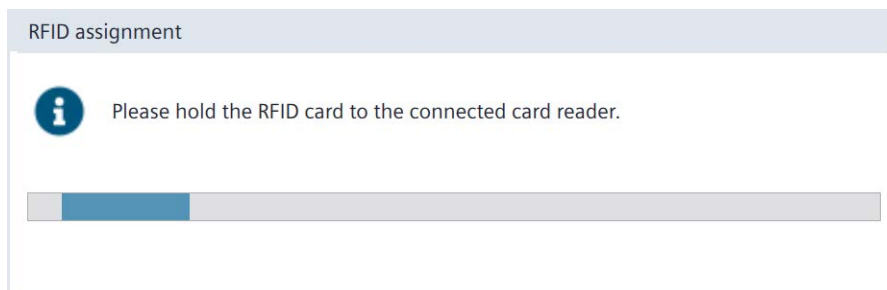 RFID assignment
Please hold the RFID card to the connected card reader.